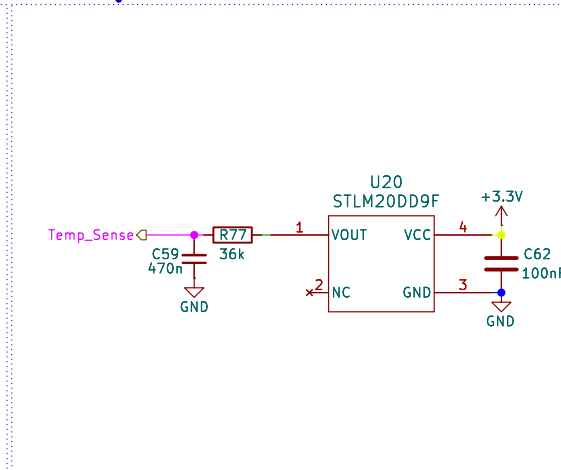 U20
STLM20DD9F
+3.3V
Temp_Sense
R77
36k
C59
470n
GND
1
VOUT
VCC
4
2
NC
GND
3
C62
100n
GND